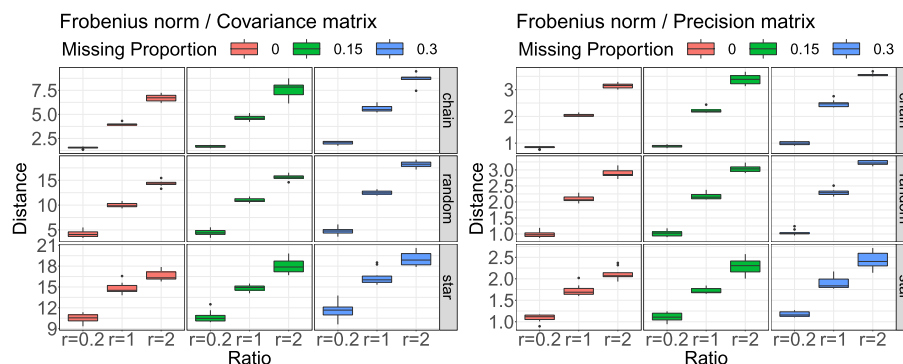 Frobenius norm / Covariance matrix
Missing Proportion 0 0.15 0.3
Distance
7.5
5.0
2.5
chain
15
10
5
random
21
18
15
12
9
star
r=0.2 r=1 r=2 r=0.2 r=1 r=2 r=0.2 r=1 r=2
Ratio
Frobenius norm / Precision matrix
Missing Proportion 0 0.15 0.3
Distance
3
2
1
3.0
2.5
2.0
1.5
1.0
2.5
2.0
1.5
1.0
r=0.2 r=1 r=2 r=0.2 r=1 r=2 r=0.2 r=1 r=2
Ratio